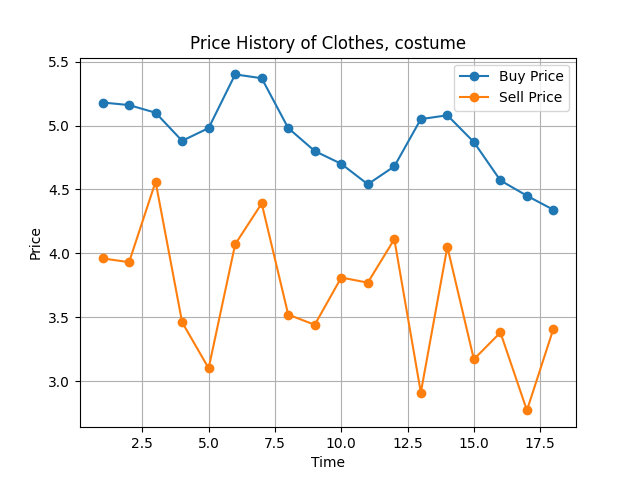 Price History of Clothes, costume
Buy Price
Sell Price
5.5
5.0
4.5
4.0
3.5
3.0
Price
2.5 5.0 7.5 10.0 12.5 15.0 17.5
Time